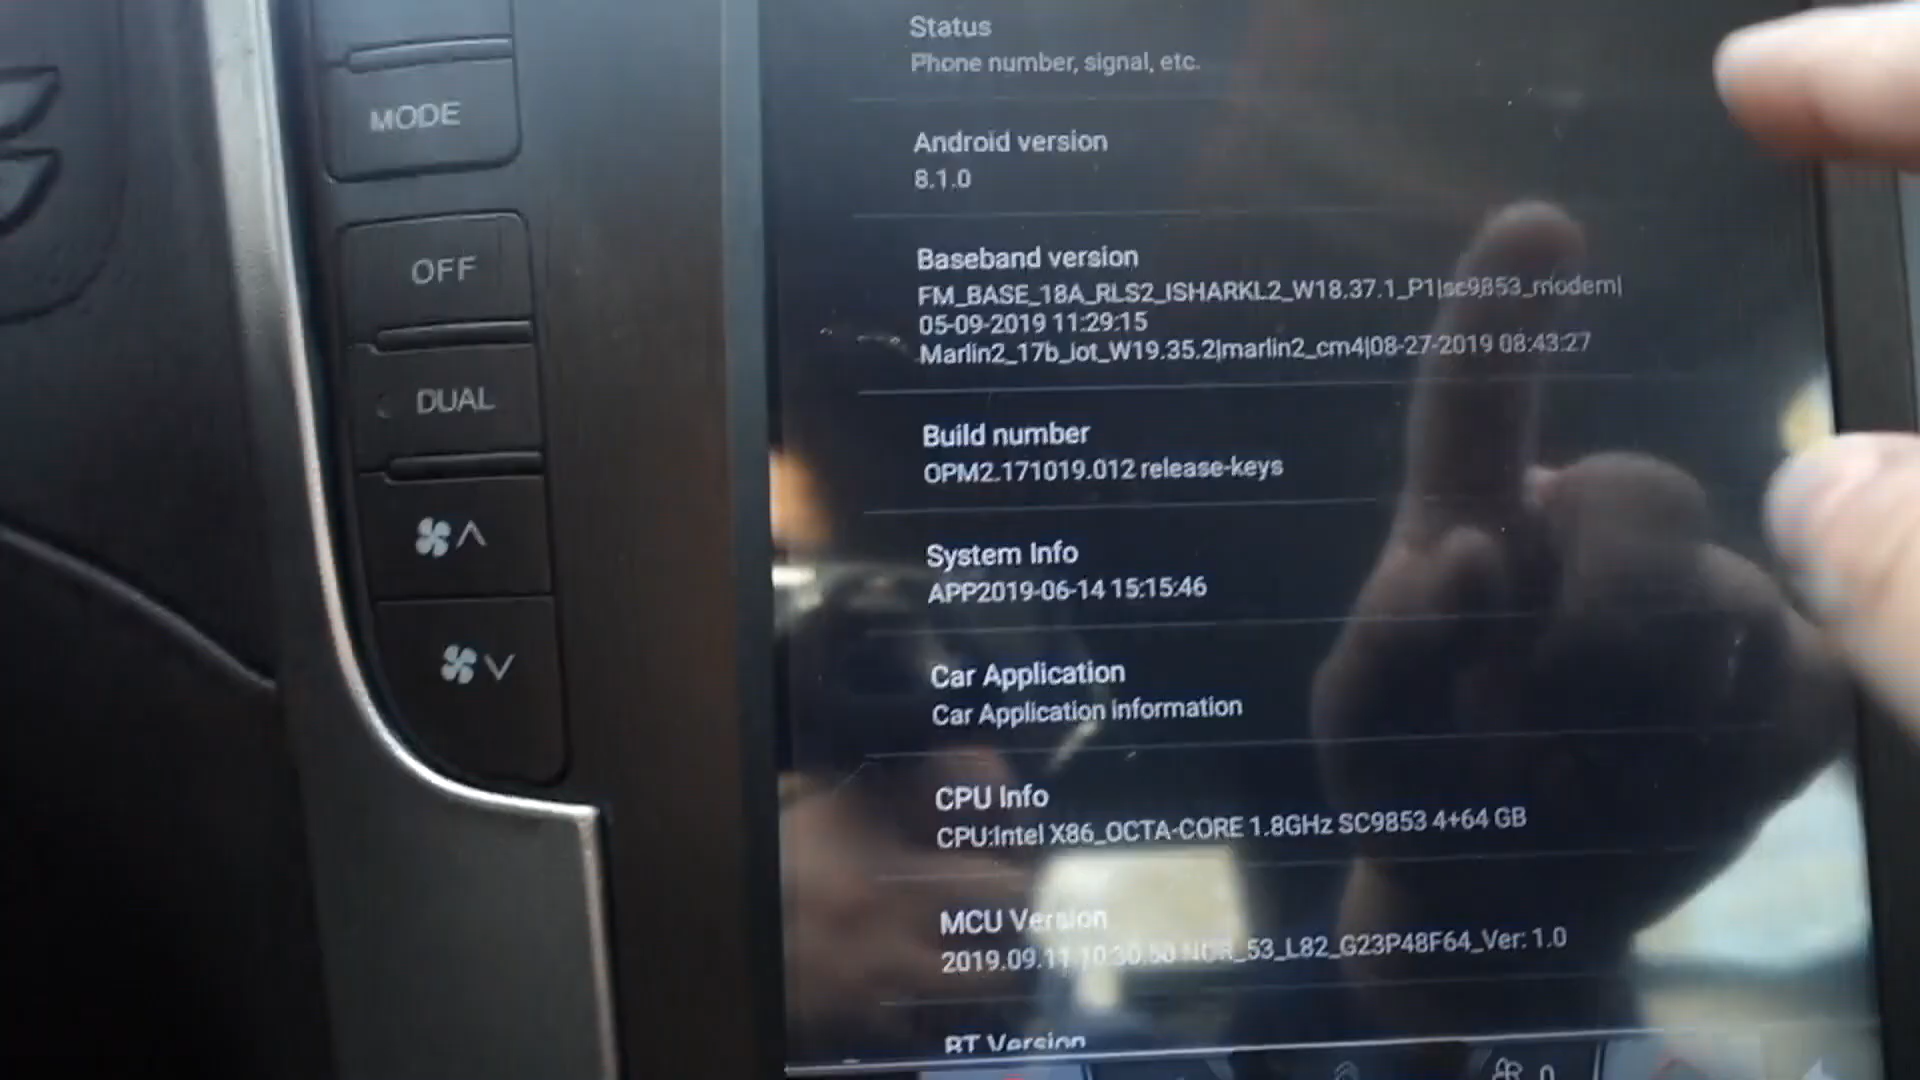 MODE
OFF
DUAL
Status
Phone number, signal, etc.
Android version
8.1.0
Baseband version
FM_BASE_18A_RLS2_ISHARKL2_W18.37.1_P1|sc9853_modem|
05-09-2019 11:29:15
Marlin2_17b_iot_W19.35.2|marlin2_cm4|08-27-2019 08:43:27
Build number
OPM2.171019.012 release-keys
System Info
APP2019-06-14 15:15:46
Car Application
Car Application information
CPU Info
CPU:Intel X86_OCTA-CORE 1.8GHz SC9853 4+64 GB
MCU Version
2019.09.11 10:30:50 NOR_53_L82_G23P48F64_Ver: 1.0
BT Version
0